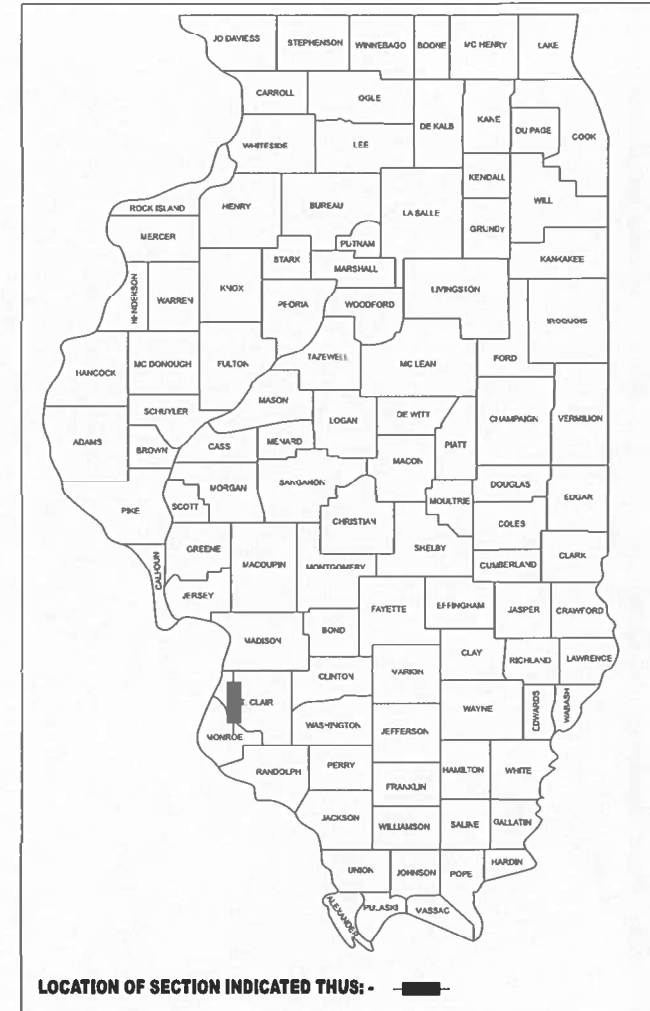 JO DAVIESS STEPHENSON WINNEBAGO BOONE MC HENRY LAKE
CARROLL OGLE DE KALB KANE DU PAGE COOK
WHITESIDE LEE KENDALL WILL
ROCK ISLAND HENRY BUREAU LA SALLE GRUNDY
MERCER PUTNAM KANKAKEE
HENDERSON WARREN KNOX STARK MARSHALL LIVINGSTON
PEORIA WOODFORD IROQUOIS
HANCOCK MC DONOUGH FULTON TAZEWELL MC LEAN FORD
SCHUYLER MASON LOGAN DE WITT CHAMPAIGN VERMILION
ADAMS BROWN CASS MENARD MACON PIATT
PIKE SCOTT MORGAN SANGAMON CHRISTIAN MOULTRIE DOUGLAS EDGAR
COLES
CALHOUN GREENE MACOUPIN MONTGOMERY SHELBY CUMBERLAND CLARK
JERSEY FAYETTE EFFINGHAM JASPER CRAWFORD
MADISON BOND CLAY RICHLAND LAWRENCE
CLINTON MARION
T. CLAIR WAYNE EDWARDS WABASH
MONROE WASHINGTON JEFFERSON
RANDOLPH PERRY HAMILTON WHITE
FRANKLIN
JACKSON WILLIAMSON SALINE GALLATIN
UNION JOHNSON POPE HARDIN
ALEXANDER PULASKI MASSAC
LOCATION OF SECTION INDICATED THUS: -